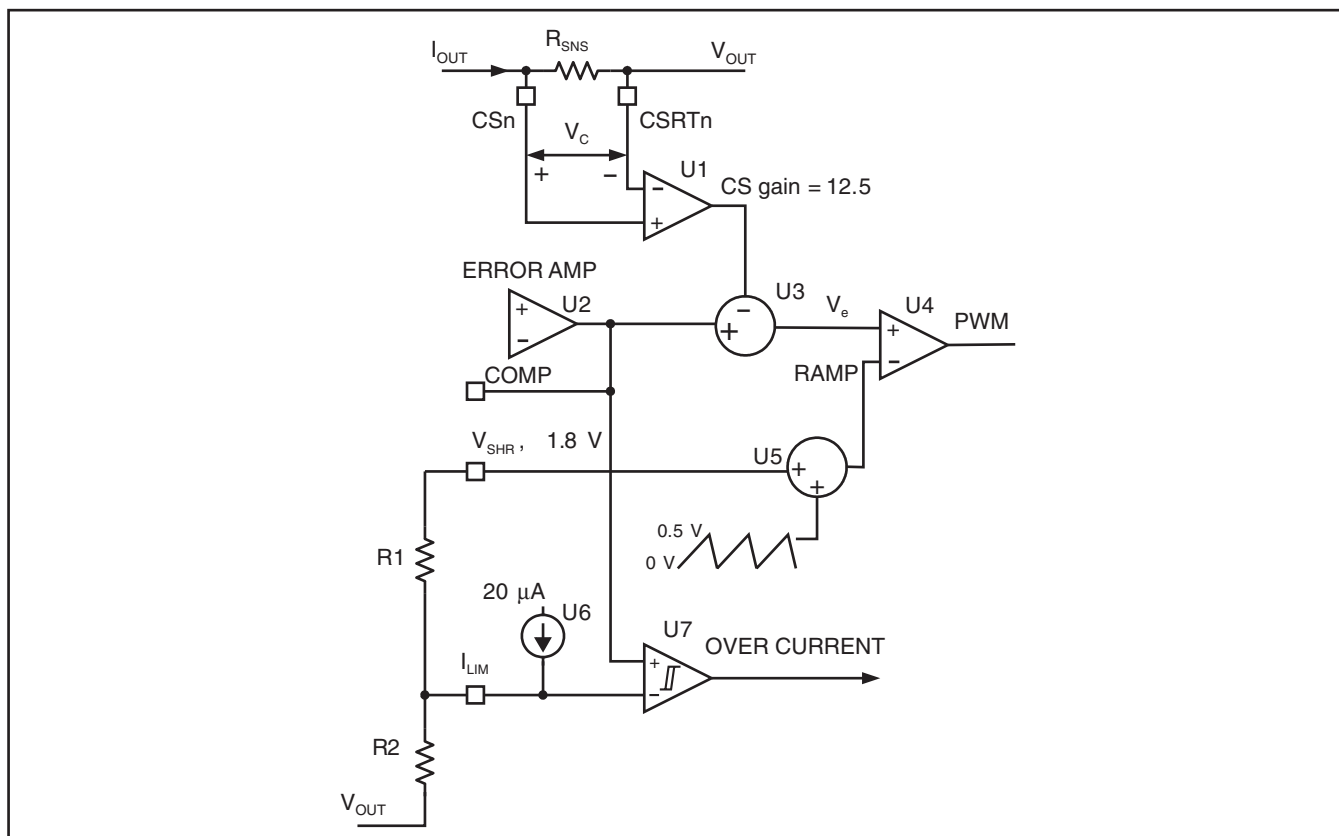 I_OUT R_SNS V_OUT
CSn CSRTn
V_C
+ −
U1
− 
+
CS gain = 12.5
ERROR AMP
U2
+
−
U3
−
+
V_e
U4
+
−
PWM
COMP
RAMP
V_SHR , 1.8 V
U5
+
+
0.5 V
0 V
R1
20 μA
U6
U7
+
−
OVER CURRENT
I_LIM
R2
V_OUT